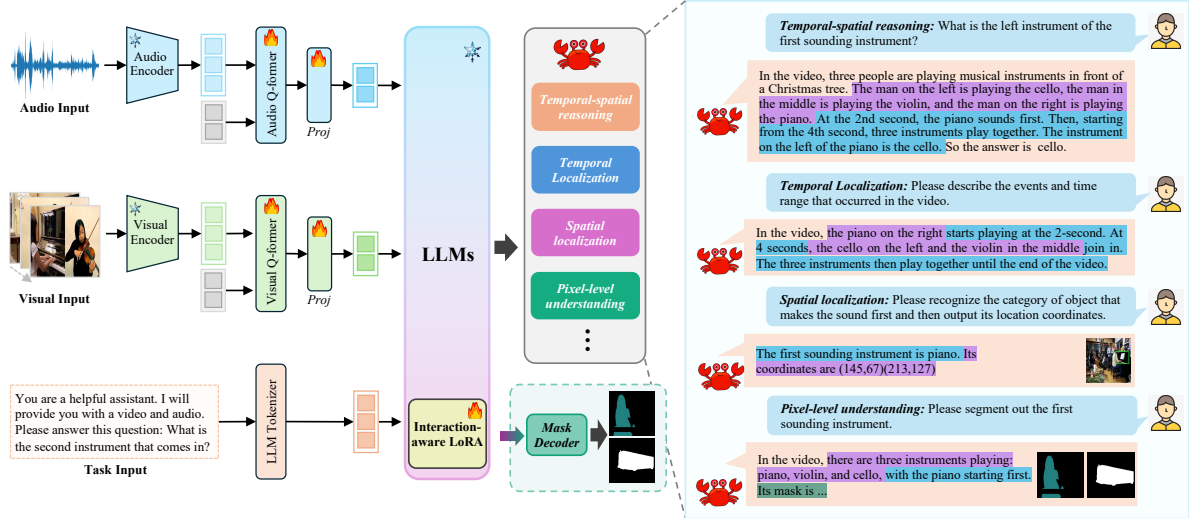 Audio Input
Audio
Encoder
Audio Q-former
Proj
Visual Input
Visual
Encoder
Visual Q-former
Proj
You are a helpful assistant. I will
provide you with a video and audio.
Please answer this question: What is
the second instrument that comes in?
Task Input
LLM Tokenizer
LLMs
Interaction-
aware LoRA
Temporal-spatial
reasoning
Temporal
Localization
Spatial
localization
Pixel-level
understanding
Mask
Decoder
Temporal-spatial reasoning: What is the left instrument of the
first sounding instrument?
In the video, three people are playing musical instruments in front of
a Christmas tree. The man on the left is playing the cello, the man in
the middle is playing the violin, and the man on the right is playing
the piano. At the 2nd second, the piano sounds first. Then, starting
from the 4th second, three instruments play together. The instrument
on the left of the piano is the cello. So the answer is cello.
Temporal Localization: Please describe the events and time
range that occurred in the video.
In the video, the piano on the right starts playing at the 2-second. At
4 seconds, the cello on the left and the violin in the middle join in.
The three instruments then play together until the end of the video.
Spatial localization: Please recognize the category of object that
makes the sound first and then output its location coordinates.
The first sounding instrument is piano. Its
coordinates are (145,67)(213,127)
Pixel-level understanding: Please segment out the first
sounding instrument.
In the video, there are three instruments playing:
piano, violin, and cello, with the piano starting first.
Its mask is ...